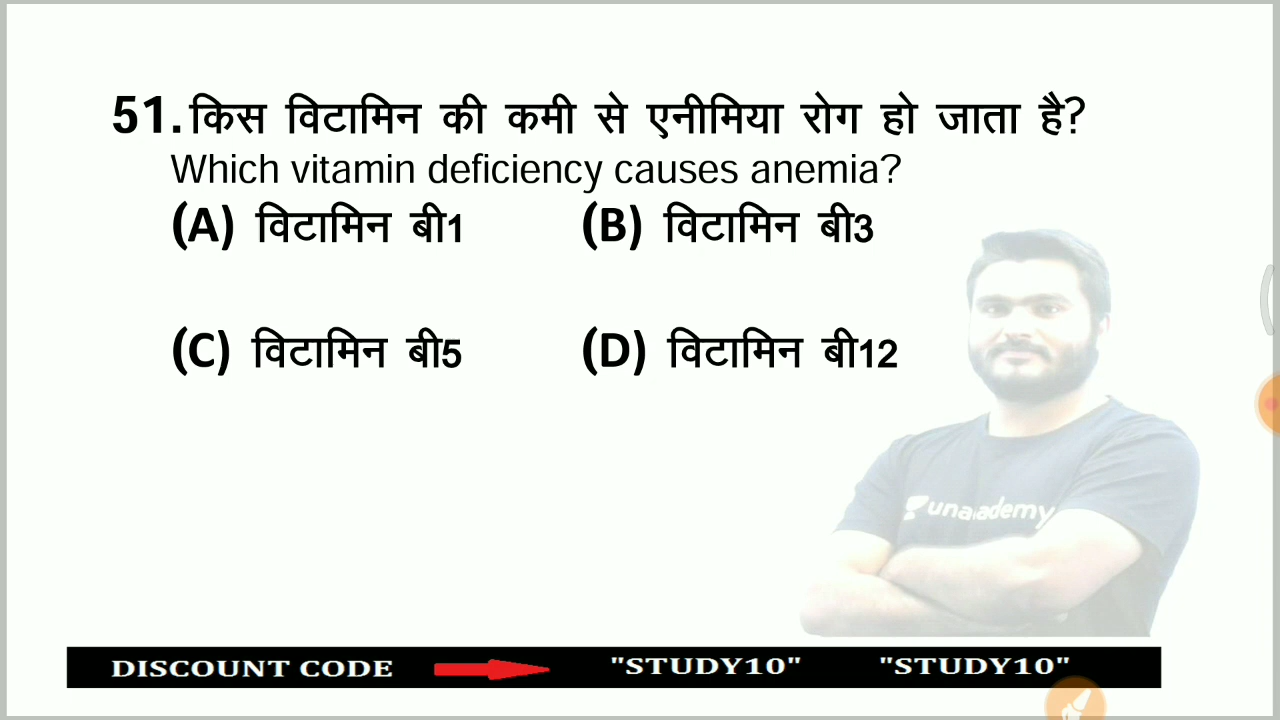 51. किस विटामिन की कमी से एनीमिया रोग हो जाता है?
Which vitamin deficiency causes anemia?
(A) विटामिन बी1 (B) विटामिन बी3
(C) विटामिन बी5 (D) विटामिन बी12
unacademy
DISCOUNT CODE "STUDY10" "STUDY10"